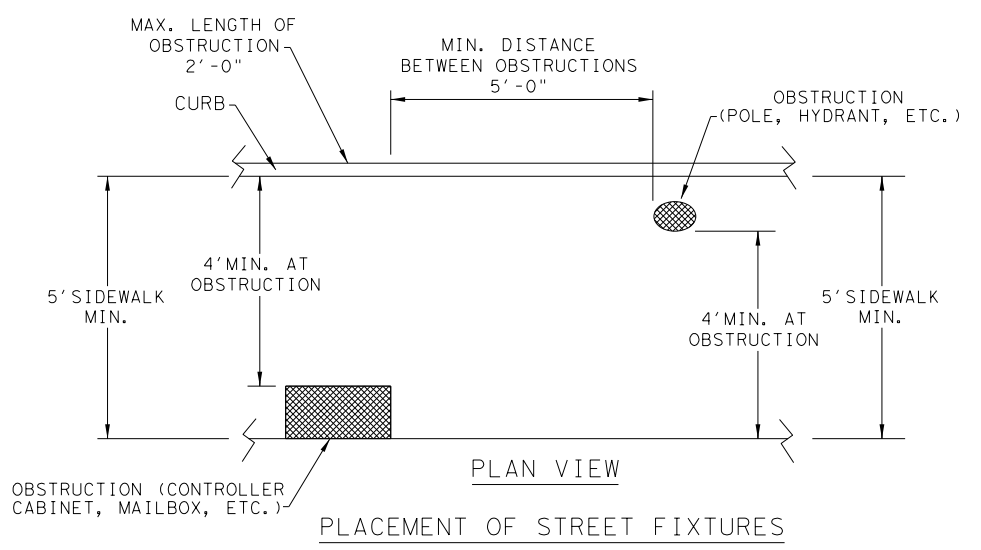 MAX. LENGTH OF
OBSTRUCTION
2'-0"
MIN. DISTANCE
BETWEEN OBSTRUCTIONS
5'-0"
CURB
OBSTRUCTION
(POLE, HYDRANT, ETC.)
4' MIN. AT
OBSTRUCTION
5' SIDEWALK
MIN.
4' MIN. AT
OBSTRUCTION
5' SIDEWALK
MIN.
OBSTRUCTION (CONTROLLER
CABINET, MAILBOX, ETC.)
PLAN VIEW
PLACEMENT OF STREET FIXTURES